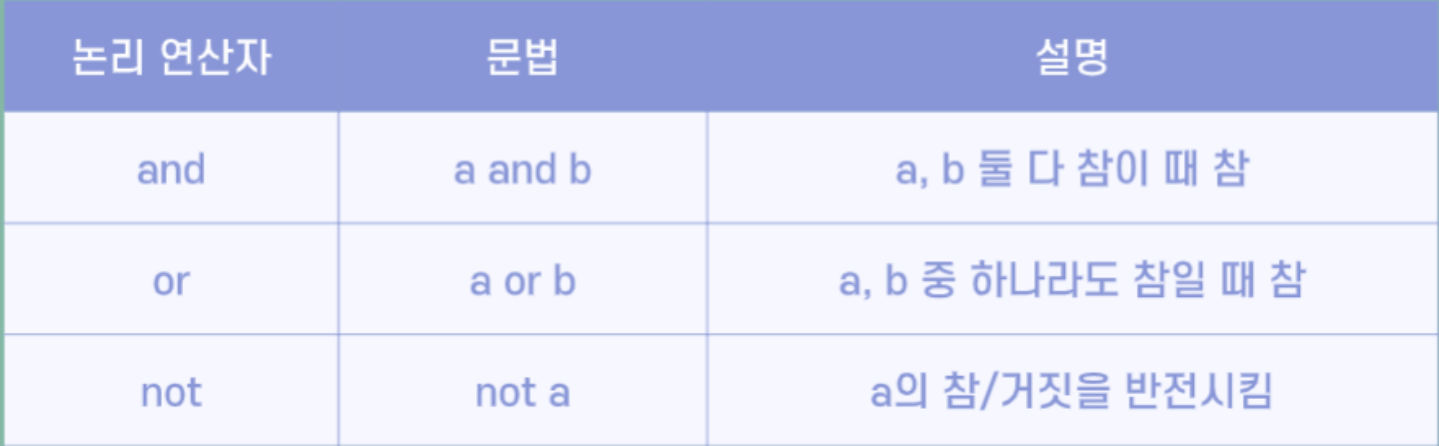 논리 연산자 문법 설명
and a and b a, b 둘 다 참이 때 참
or a or b a, b 중 하나라도 참일 때 참
not not a a의 참/거짓을 반전시킴